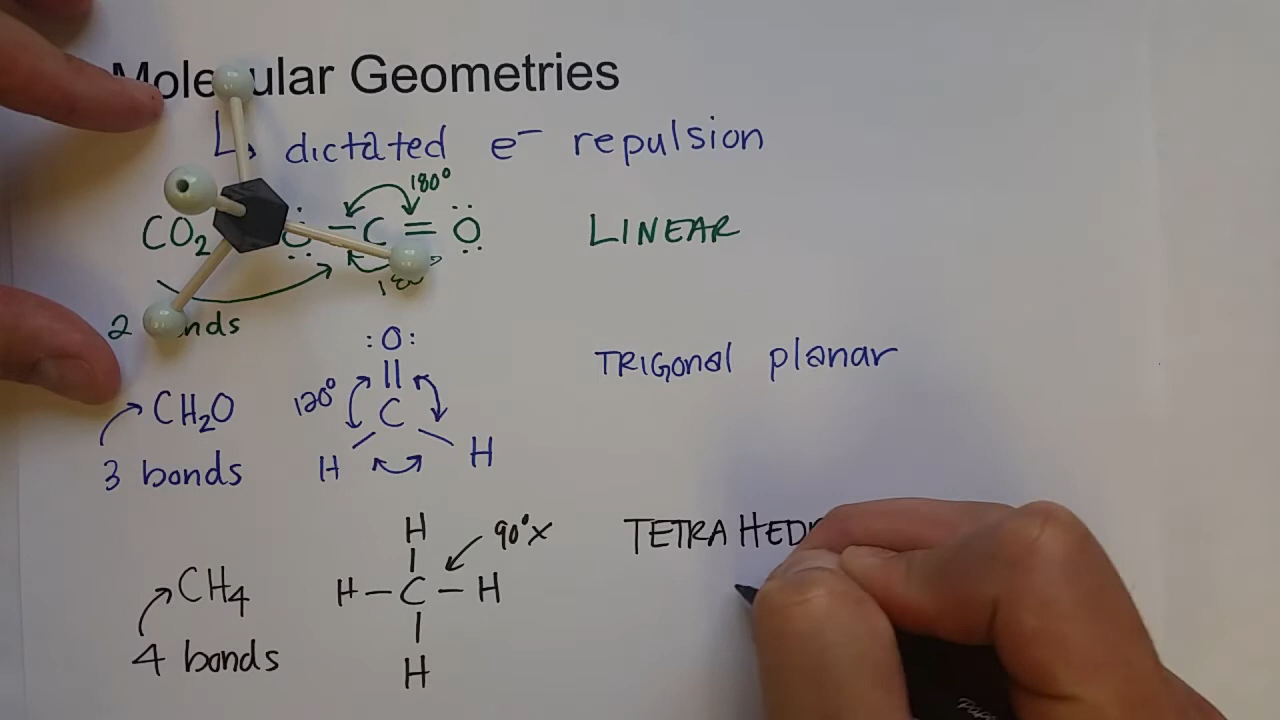 Molecular Geometries
↳ dictated e⁻ repulsion
180°
CO₂ O – C = O LINEAR
2 bonds
:O:
TRIGonal planar
120°
CH₂O C
3 bonds H H
H 90°x TETRAHED
CH₄ H – C – H
4 bonds H